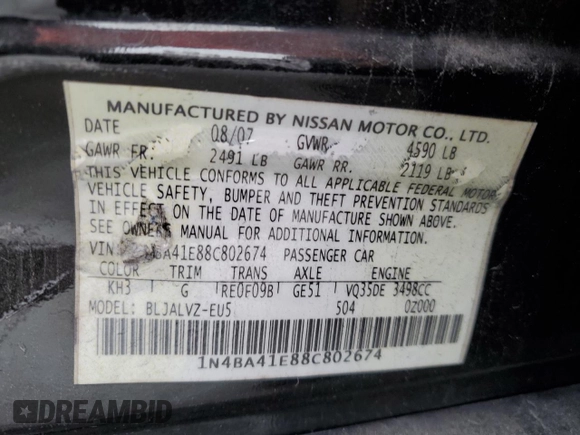 MANUFACTURED BY NISSAN MOTOR CO., LTD.
DATE 08/07 GVWR 4590 LB
GAWR FR. 2491 LB GAWR RR. 2119 LB
THIS VEHICLE CONFORMS TO ALL APPLICABLE FEDERAL MOTOR
VEHICLE SAFETY, BUMPER AND THEFT PREVENTION STANDARDS
IN EFFECT ON THE DATE OF MANUFACTURE SHOWN ABOVE.
SEE OWNERS MANUAL FOR ADDITIONAL INFORMATION.
VIN BA41E88C802674 PASSENGER CAR
COLOR TRIM TRANS AXLE ENGINE
KH3 G RE0F09B GE51 VQ35DE 3498CC
MODEL: BLJALVZ-EU5 504 0Z000
1N4BA41E88C802674
DREAMBID